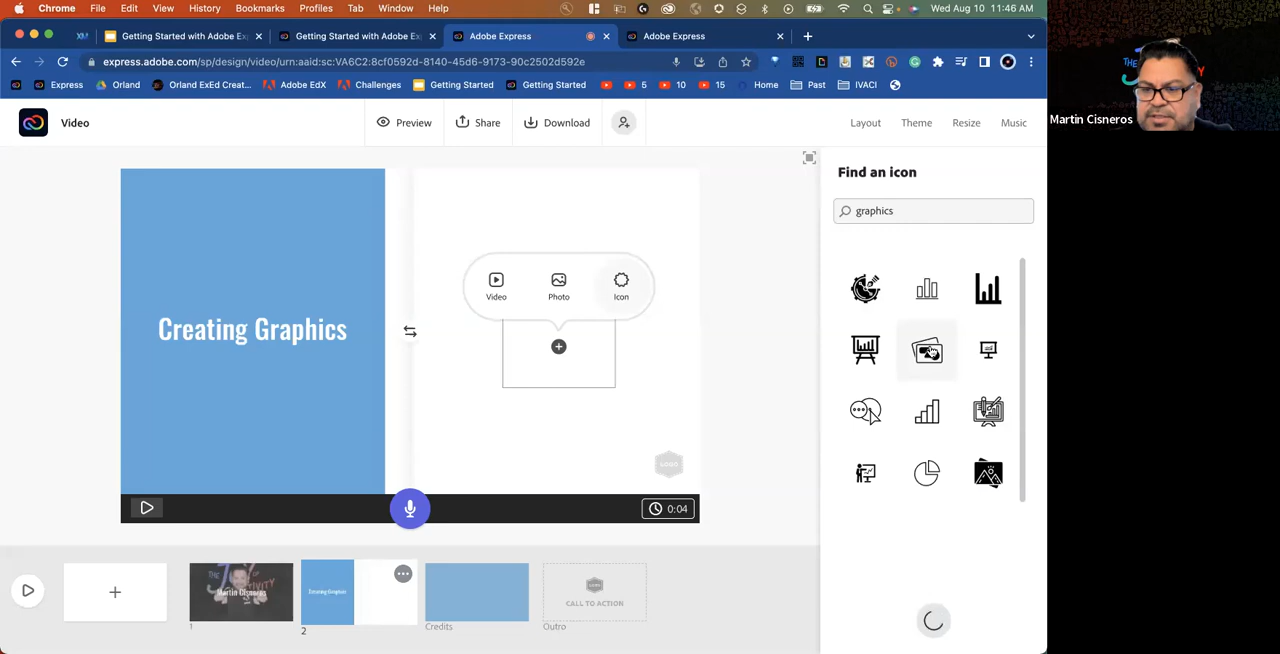 Chrome File Edit View History Bookmarks Profiles Tab Window Help Wed Aug 10 11:46 AM
Getting Started with Adobe Ex Getting Started with Adobe Ex Adobe Express Adobe Express
express.adobe.com/sp/design/video/urn:aaid:sc:VA6C2:8cf0592d-8140-45d6-9173-90c2502d592e
Express Orland Orland ExEd Creat... Adobe EdX Challenges Getting Started Getting Started 5 10 15 Home Past IVACI
Martin Cisneros
Video Preview Share Download Layout Theme Resize Music
Find an icon
graphics
Video Photo Icon
Creating Graphics
LOGO
0:04
Martin Cisneros
Creating Graphics
CALL TO ACTION
1 2 Credits Outro